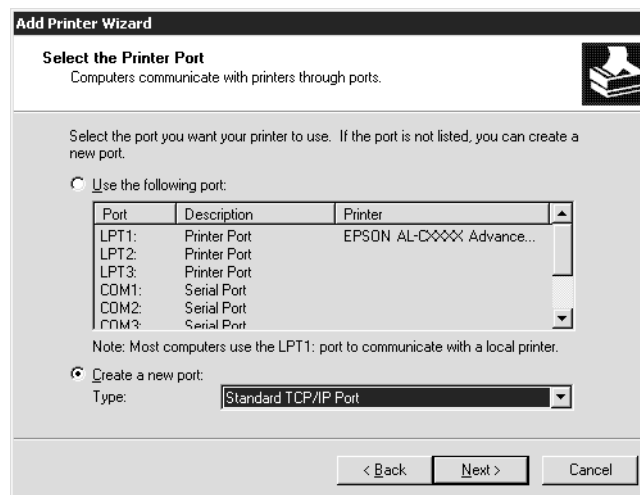 Add Printer Wizard
Select the Printer Port
Computers communicate with printers through ports.
Select the port you want your printer to use. If the port is not listed, you can create a
new port.
Use the following port:
Port Description Printer
LPT1: Printer Port EPSON AL-CXXXX Advance...
LPT2: Printer Port
LPT3: Printer Port
COM1: Serial Port
COM2: Serial Port
COM3: Serial Port
Note: Most computers use the LPT1: port to communicate with a local printer.
Create a new port:
Type: Standard TCP/IP Port
< Back Next > Cancel